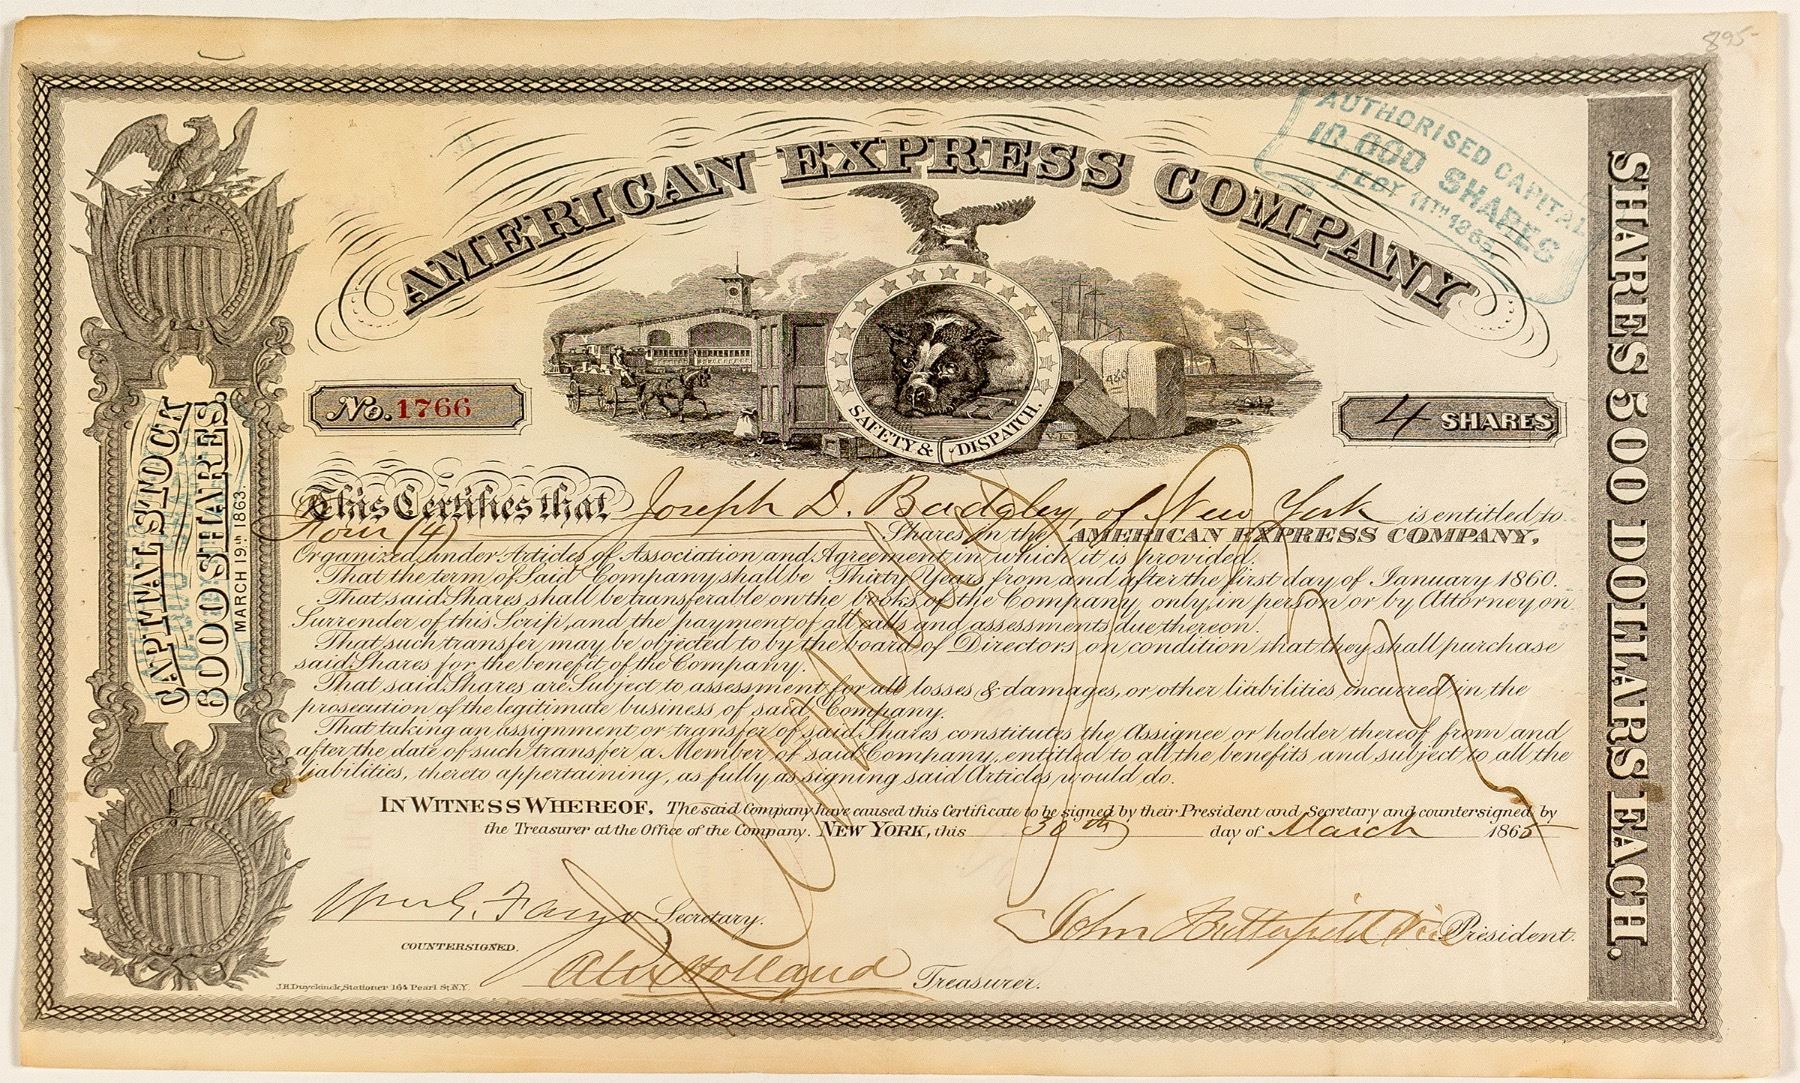 895-
AUTHORISED CAPITAL
10,000 SHARES
FEBY 11TH 1865.
AMERICAN EXPRESS COMPANY
SAFETY & DISPATCH.
No. 1766
4 SHARES
CAPITAL STOCK
SHARES.
MARCH 19TH 1863.
SHARES 500 DOLLARS EACH.
This Certifies that Joseph D. Badgley, of New York is entitled to
Four (4) Shares in the AMERICAN EXPRESS COMPANY,
Organized under Articles of Association and Agreement in which it is provided.
That the term of said Company shall be Thirty Years from and after the first day of January 1860.
That said Shares shall be transferable on the books of the Company only, in person or by Attorney on
Surrender of this Scrip, and the payment of all calls and assessments due thereon.
That such transfer may be objected to by the board of Directors on condition that they shall purchase
said Shares for the benefit of the Company.
That said Shares are Subject to assessment for all losses & damages, or other liabilities incurred in the
prosecution of the legitimate business of said Company.
That taking an assignment or transfer of said Shares constitutes the Assignee or holder thereof from and
after the date of such transfer a Member of said Company, entitled to all the benefits and subject to all the
liabilities, thereto appertaining, as fully as signing said Articles would do.
IN WITNESS WHEREOF, The said Company have caused this Certificate to be signed by their President and Secretary and countersigned by
the Treasurer at the Office of the Company. NEW YORK, this 30th day of March 1865
Wm G. Fargo Secretary.
John Butterfield Vice President.
COUNTERSIGNED.
Alex Holland Treasurer.
J.H. Duyckinck, Stationer 164 Pearl St. N.Y.